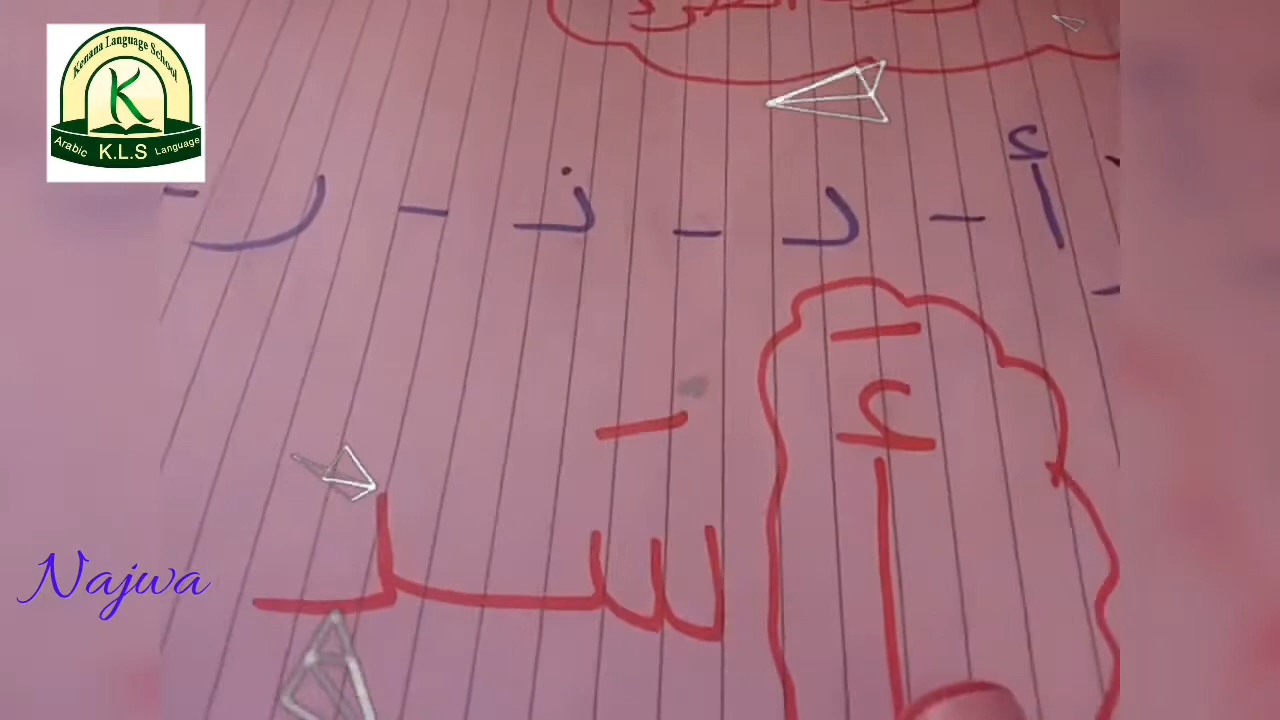 Kenana Language School
K
Arabic K.L.S Language
أ - د - ذ - ر -
أَسَد
Najwa